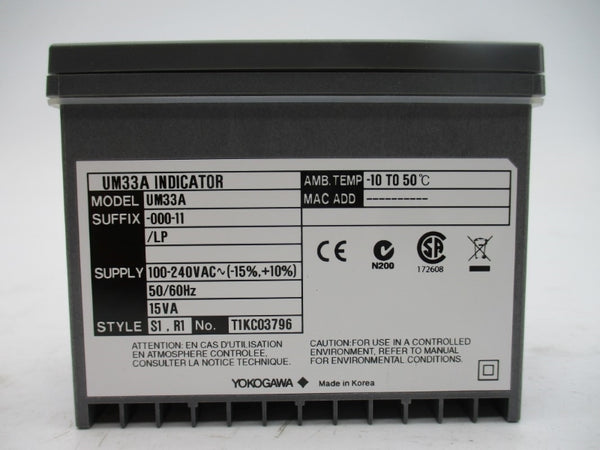 UM33A INDICATOR
MODEL UM33A
SUFFIX -000-11
/LP
SUPPLY 100-240VAC~(-15%,+10%)
50/60Hz
15VA
STYLE S1 , R1 No. T1KC03796
AMB.TEMP -10 TO 50℃
MAC ADD ----------
CE N200 SA 172608
ATTENTION: EN CAS D'UTILISATION
EN ATMOSPHERE CONTROLEE,
CONSULTER LA NOTICE TECHNIQUE.
CAUTION:FOR USE IN A CONTROLLED
ENVIRONMENT, REFER TO MANUAL
FOR ENVIRONMENTAL CONDITIONS.
YOKOGAWA ◆ Made in Korea